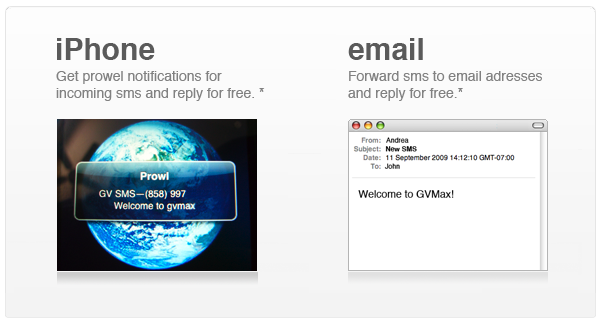 iPhone
Get prowel notifications for
incoming sms and reply for free. *
Prowl
GV SMS—(858) 997
Welcome to gvmax
email
Forward sms to email adresses
and reply for free.*
From: Andrea
Subject: New SMS
Date: 11 September 2009 14:12:10 GMT-07:00
To: John
Welcome to GVMax!